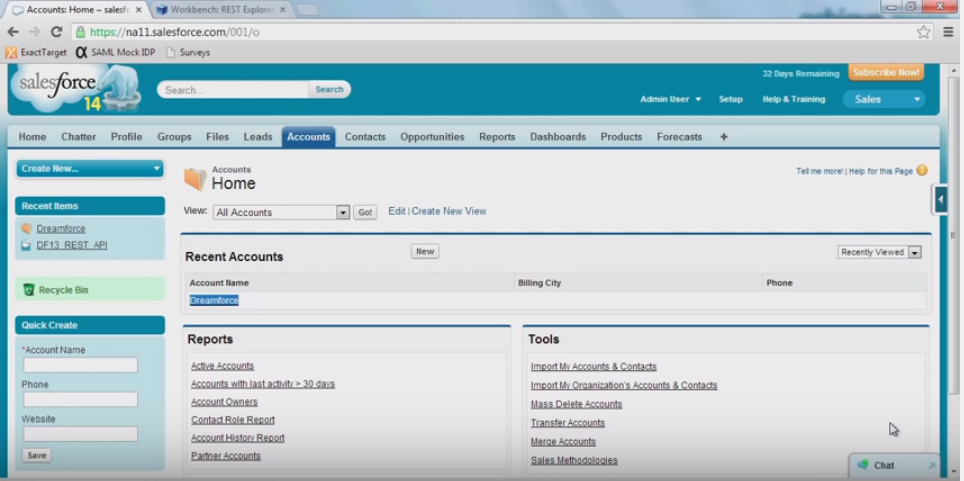 Accounts: Home ~ salesfc
Workbench: REST Explorer
https://na11.salesforce.com/001/o
ExactTarget
SAML Mock IDP
Surveys
salesforce
14
Search...
Search
32 Days Remaining
Subscribe Now!
Admin User
Setup
Help & Training
Sales
Home Chatter Profile Groups Files Leads Accounts Contacts Opportunities Reports Dashboards Products Forecasts +
Create New...
Recent Items
Dreamforce
DF13_REST_API
Recycle Bin
Quick Create
*Account Name
Phone
Website
Save
Accounts
Home
Tell me more! | Help for this Page
View: All Accounts Go! Edit | Create New View
Recent Accounts New Recently Viewed
Account Name Billing City Phone
Dreamforce
Reports
Active Accounts
Accounts with last activity > 30 days
Account Owners
Contact Role Report
Account History Report
Partner Accounts
Tools
Import My Accounts & Contacts
Import My Organization's Accounts & Contacts
Mass Delete Accounts
Transfer Accounts
Merge Accounts
Sales Methodologies
Chat